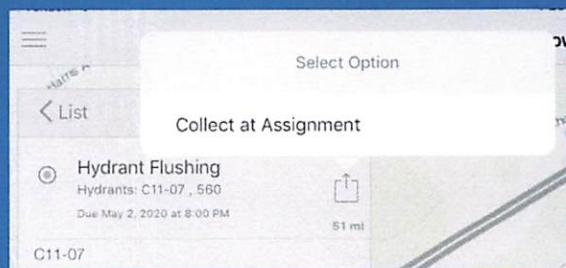 Select Option
List
Collect at Assignment
Hydrant Flushing
Hydrants: C11-07 , 560
Due May 2, 2020 at 8:00 PM
51 mi
C11-07